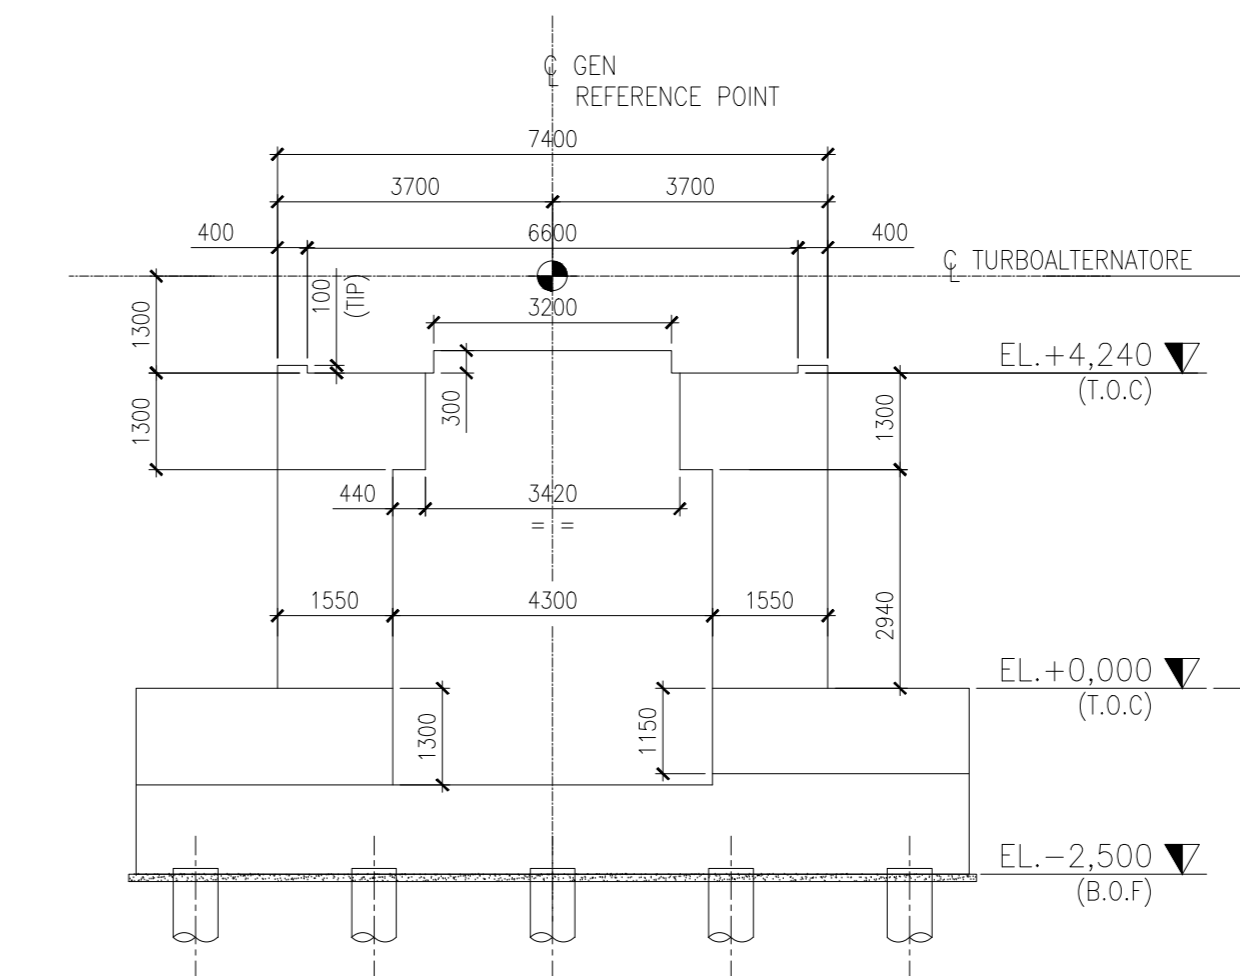 ℄ GEN
REFERENCE POINT
7400
3700 3700
400 6600 400
℄ TURBOALTERNATORE
100
(TIP)
1300
3200
EL.+4,240
(T.O.C)
1300
300
1300
440 3420
= =
1550 4300 1550
2940
EL.+0,000
(T.O.C)
1300
1150
EL.-2,500
(B.O.F)